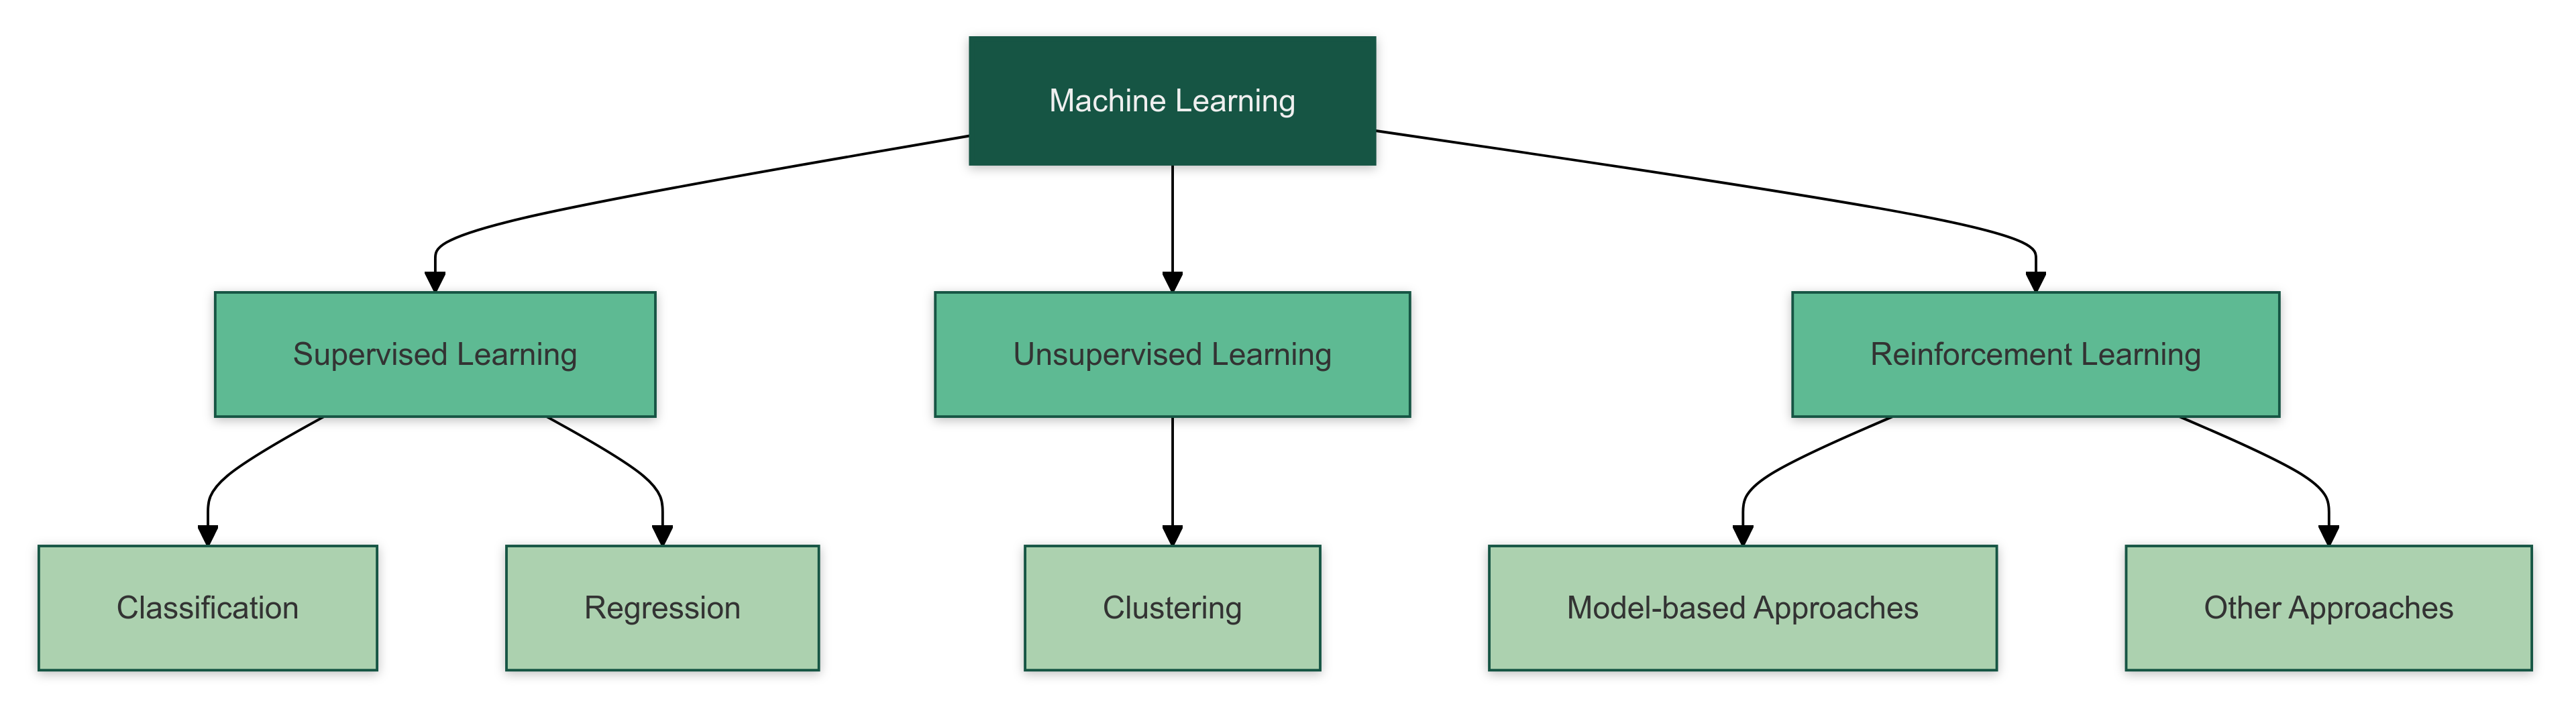 Machine Learning
Supervised Learning
Unsupervised Learning
Reinforcement Learning
Classification
Regression
Clustering
Model-based Approaches
Other Approaches